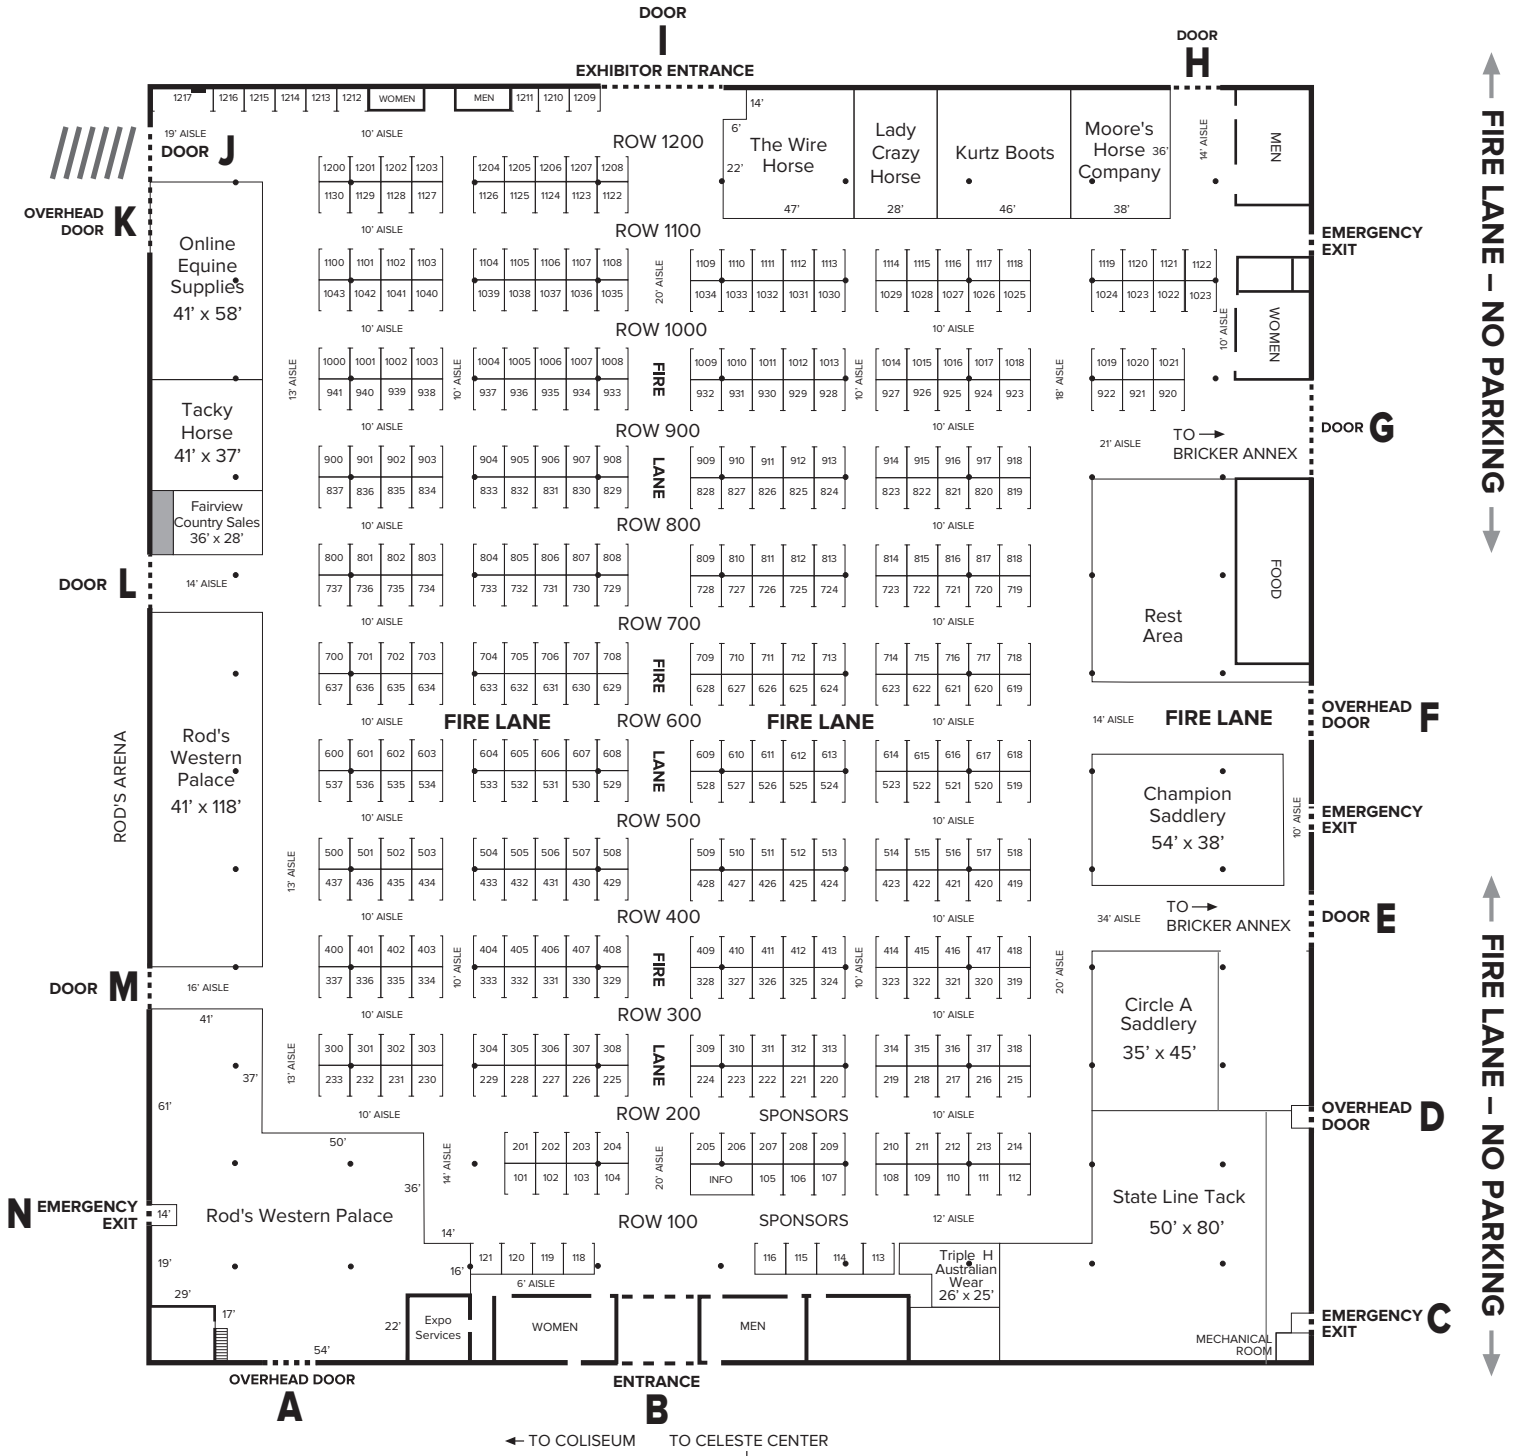 DOOR
I
EXHIBITOR ENTRANCE
DOOR
H
1217 1216 1215 1214 1213 1212 WOMEN MEN 1211 1210 1209
14'
6'
22'
The Wire
Horse
47'
Lady
Crazy
Horse
28'
Kurtz Boots
46'
Moore's
Horse 36'
Company
38'
14' AISLE
MEN
19' AISLE
DOOR J
10' AISLE
ROW 1200
1200 1201 1202 1203 1204 1205 1206 1207 1208
1130 1129 1128 1127 1126 1125 1124 1123 1122
OVERHEAD
DOOR K
10' AISLE
ROW 1100
EMERGENCY
EXIT
Online
Equine
Supplies
41' x 58'
1100 1101 1102 1103 1104 1105 1106 1107 1108 20' AISLE 1109 1110 1111 1112 1113 1114 1115 1116 1117 1118 1119 1120 1121 1122
1043 1042 1041 1040 1039 1038 1037 1036 1035 1034 1033 1032 1031 1030 1029 1028 1027 1026 1025 1024 1023 1022 1023
10' AISLE
ROW 1000
10' AISLE
10' AISLE
WOMEN
13' AISLE
1000 1001 1002 1003 10' AISLE 1004 1005 1006 1007 1008 FIRE 1009 1010 1011 1012 1013 10' AISLE 1014 1015 1016 1017 1018 18' AISLE 1019 1020 1021
941 940 939 938 937 936 935 934 933 932 931 930 929 928 927 926 925 924 923 922 921 920
Tacky
Horse
41' x 37'
10' AISLE
ROW 900
10' AISLE
21' AISLE
TO
BRICKER ANNEX
DOOR G
900 901 902 903 904 905 906 907 908 LANE 909 910 911 912 913 914 915 916 917 918
837 836 835 834 833 832 831 830 829 828 827 826 825 824 823 822 821 820 819
Fairview
Country Sales
36' x 28'
10' AISLE
ROW 800
10' AISLE
DOOR L
14' AISLE
800 801 802 803 804 805 806 807 808 809 810 811 812 813 814 815 816 817 818
737 736 735 734 733 732 731 730 729 728 727 726 725 724 723 722 721 720 719
FOOD
Rest
Area
10' AISLE
ROW 700
10' AISLE
700 701 702 703 704 705 706 707 708 FIRE 709 710 711 712 713 714 715 716 717 718
637 636 635 634 633 632 631 630 629 628 627 626 625 624 623 622 621 620 619
10' AISLE
FIRE LANE
ROW 600
FIRE LANE
10' AISLE
14' AISLE
FIRE LANE
OVERHEAD
DOOR F
ROD'S ARENA
Rod's
Western
Palace
41' x 118'
600 601 602 603 604 605 606 607 608 LANE 609 610 611 612 613 614 615 616 617 618
537 536 535 534 533 532 531 530 529 528 527 526 525 524 523 522 521 520 519
Champion
Saddlery
54' x 38'
10' AISLE
EMERGENCY
EXIT
10' AISLE
ROW 500
10' AISLE
13' AISLE
500 501 502 503 504 505 506 507 508 509 510 511 512 513 514 515 516 517 518
437 436 435 434 433 432 431 430 429 428 427 426 425 424 423 422 421 420 419
10' AISLE
ROW 400
10' AISLE
34' AISLE
TO
BRICKER ANNEX
DOOR E
DOOR M
16' AISLE
400 401 402 403 10' AISLE 404 405 406 407 408 FIRE 409 410 411 412 413 10' AISLE 414 415 416 417 418 20' AISLE
337 336 335 334 333 332 331 330 329 328 327 326 325 324 323 322 321 320 319
Circle A
Saddlery
35' x 45'
41'
10' AISLE
ROW 300
10' AISLE
37'
61'
13' AISLE
300 301 302 303 304 305 306 307 308 LANE 309 310 311 312 313 314 315 316 317 318
233 232 231 230 229 228 227 226 225 224 223 222 221 220 219 218 217 216 215
10' AISLE
ROW 200
SPONSORS
10' AISLE
OVERHEAD
DOOR D
50'
36'
14' AISLE
201 202 203 204 20' AISLE 205 206 207 208 209 210 211 212 213 214
101 102 103 104 INFO 105 106 107 108 109 110 111 112
State Line Tack
50' x 80'
N EMERGENCY
EXIT
14'
Rod's Western Palace
14'
ROW 100
SPONSORS
12' AISLE
19'
16'
121 120 119 118 116 115 114 113
6' AISLE
Triple H
Australian
Wear
26' x 25'
29'
17'
22'
54'
Expo
Services
WOMEN
MEN
MECHANICAL
ROOM
EMERGENCY
EXIT C
OVERHEAD DOOR
A
ENTRANCE
B
TO COLISEUM
TO CELESTE CENTER
FIRE LANE – NO PARKING
FIRE LANE – NO PARKING